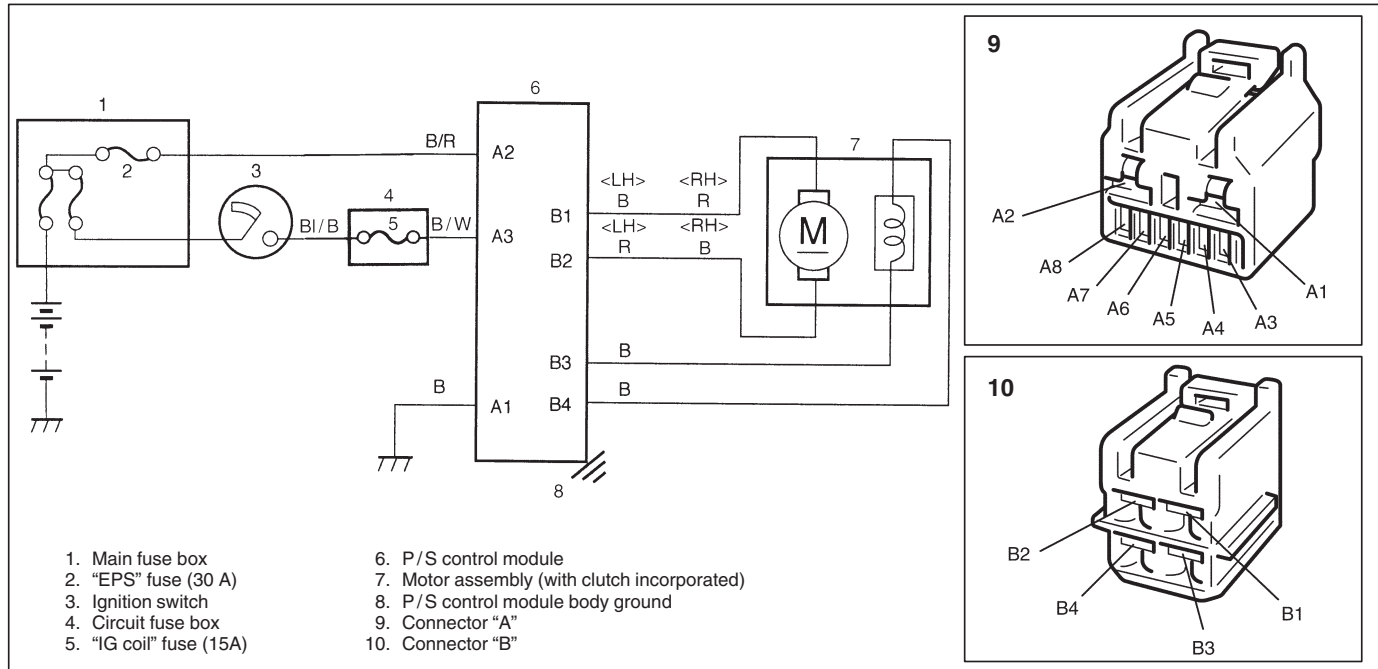 1
6
9
B/R
A2
2
3
7
4
<LH>
<RH>
B
R
5
Bl/B
B/W
A3
B1
<LH>
<RH>
R
B
B2
M
B
B3
B
A1
B
B4
8
A2
A8
A7
A6
A5
A4
A3
A1
10
B2
B4
B1
B3
1. Main fuse box
2. “EPS” fuse (30 A)
3. Ignition switch
4. Circuit fuse box
5. “IG coil” fuse (15A)
6. P/S control module
7. Motor assembly (with clutch incorporated)
8. P/S control module body ground
9. Connector “A”
10. Connector “B”